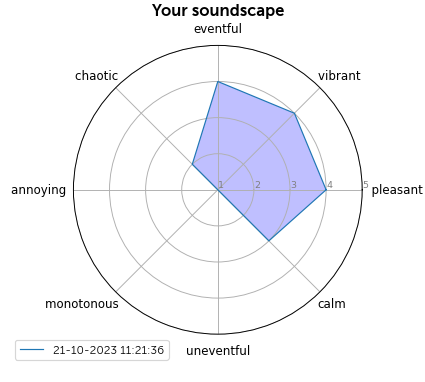 Your soundscape
eventful
chaotic
vibrant
annoying
1 2 3 4 5
pleasant
monotonous
calm
uneventful
21-10-2023 11:21:36